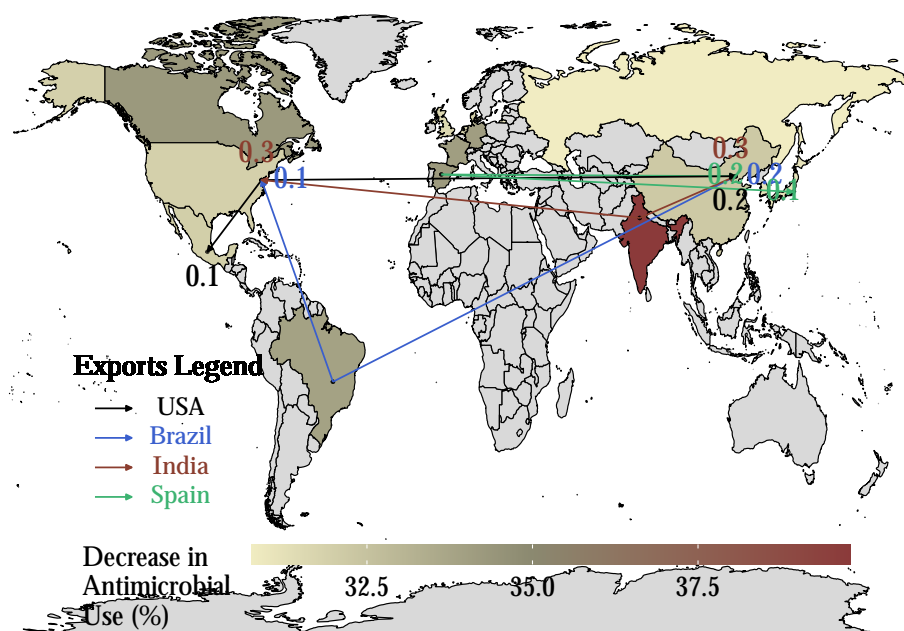 0.3
0.3
0.1
0.2
0.2
0.1
0.2
0.1
Exports Legend
USA
Brazil
India
Spain
Decrease in
Antimicrobial
Use (%)
32.5
35.0
37.5